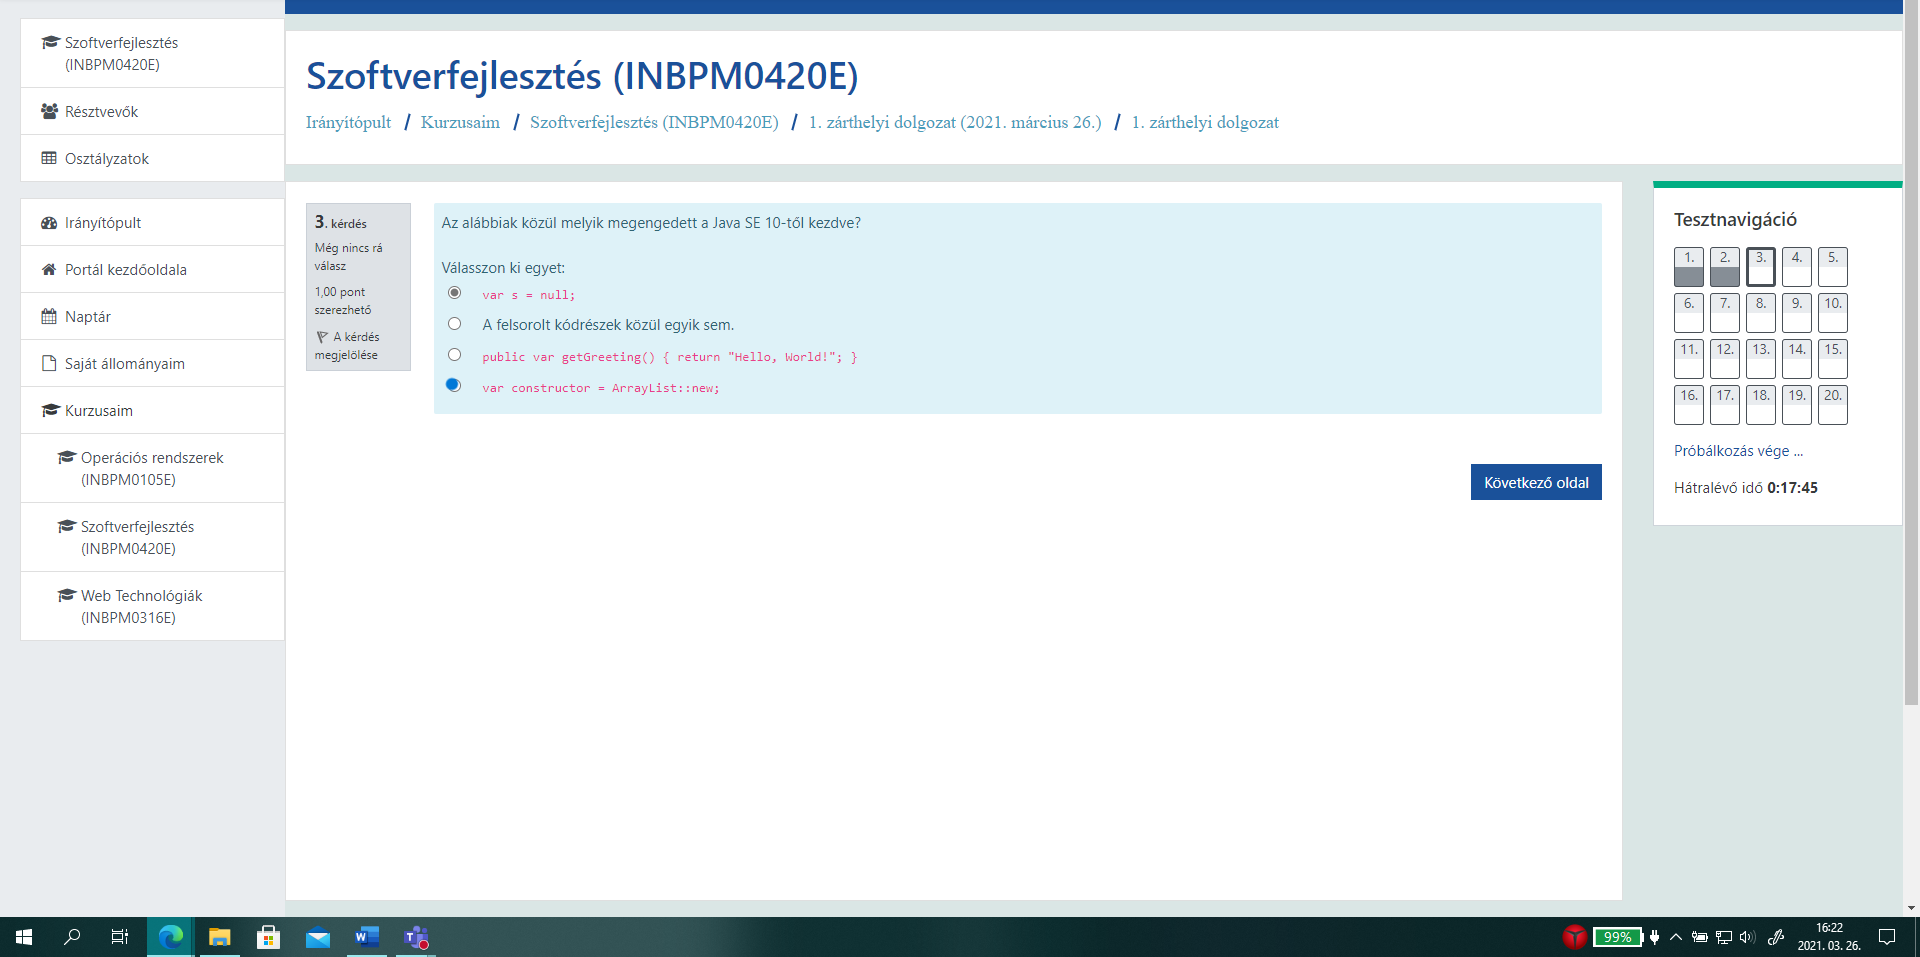 Szoftverfejlesztés
(INBPM0420E)
Résztvevők
Osztályzatok
Irányítópult
Portál kezdőoldala
Naptár
Saját állományaim
Kurzusaim
Operációs rendszerek
(INBPM0105E)
Szoftverfejlesztés
(INBPM0420E)
Web Technológiák
(INBPM0316E)
Szoftverfejlesztés (INBPM0420E)
Irányítópult / Kurzusaim / Szoftverfejlesztés (INBPM0420E) / 1. zárthelyi dolgozat (2021. március 26.) / 1. zárthelyi dolgozat
3. kérdés
Még nincs rá
válasz
1,00 pont
szerezhető
A kérdés
megjelölése
Az alábbiak közül melyik megengedett a Java SE 10-től kezdve?
Válasszon ki egyet:
var s = null;
A felsorolt kódrészek közül egyik sem.
public var getGreeting() { return "Hello, World!"; }
var constructor = ArrayList::new;
Következő oldal
Tesztnavigáció
1. 2. 3. 4. 5.
6. 7. 8. 9. 10.
11. 12. 13. 14. 15.
16. 17. 18. 19. 20.
Próbálkozás vége ...
Hátralévő idő 0:17:45
99%
16:22
2021. 03. 26.